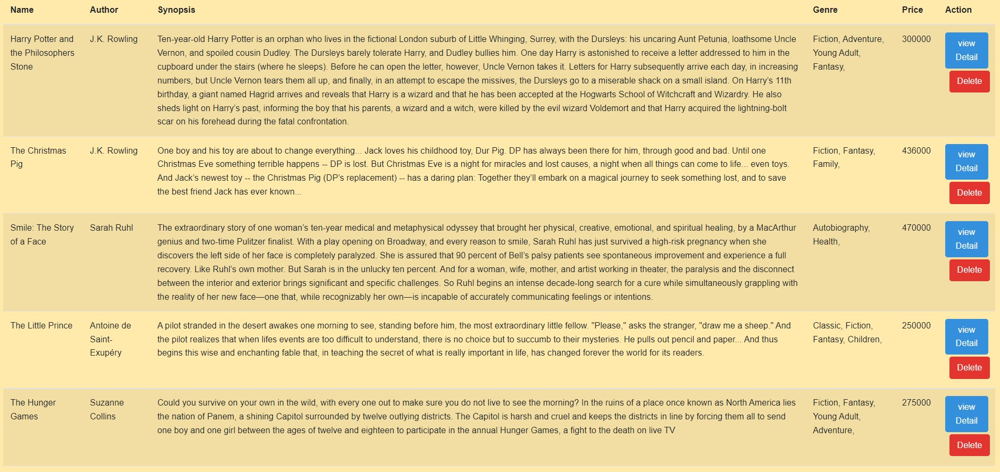 Name Author Synopsis Genre Price Action
Harry Potter and J.K. Rowling Ten-year-old Harry Potter is an orphan who lives in the fictional London suburb of Little Whinging, Surrey, with the Dursleys: his uncaring Aunt Petunia, loathsome Uncle Fiction, Adventure, 300000 view
the Philosophers Vernon, and spoiled cousin Dudley. The Dursleys barely tolerate Harry, and Dudley bullies him. One day Harry is astonished to receive a letter addressed to him in the Young Adult, Detail
Stone cupboard under the stairs (where he sleeps). Before he can open the letter, however, Uncle Vernon takes it. Letters for Harry subsequently arrive each day, in increasing Fantasy,
numbers, but Uncle Vernon tears them all up, and finally, in an attempt to escape the missives, the Dursleys go to a miserable shack on a small island. On Harry’s 11th Delete
birthday, a giant named Hagrid arrives and reveals that Harry is a wizard and that he has been accepted at the Hogwarts School of Witchcraft and Wizardry. He also
sheds light on Harry’s past, informing the boy that his parents, a wizard and a witch, were killed by the evil wizard Voldemort and that Harry acquired the lightning-bolt
scar on his forehead during the fatal confrontation.
The Christmas J.K. Rowling One boy and his toy are about to change everything... Jack loves his childhood toy, Dur Pig. DP has always been there for him, through good and bad. Until one Fiction, Fantasy, 436000 view
Pig Christmas Eve something terrible happens -- DP is lost. But Christmas Eve is a night for miracles and lost causes, a night when all things can come to life... even toys. Family, Detail
And Jack’s newest toy -- the Christmas Pig (DP’s replacement) -- has a daring plan: Together they’ll embark on a magical journey to seek something lost, and to save
the best friend Jack has ever known... Delete
Smile: The Story Sarah Ruhl The extraordinary story of one woman’s ten-year medical and metaphysical odyssey that brought her physical, creative, emotional, and spiritual healing, by a MacArthur Autobiography, 470000 view
of a Face genius and two-time Pulitzer finalist. With a play opening on Broadway, and every reason to smile, Sarah Ruhl has just survived a high-risk pregnancy when she Health, Detail
discovers the left side of her face is completely paralyzed. She is assured that 90 percent of Bell’s palsy patients see spontaneous improvement and experience a full
recovery. Like Ruhl’s own mother. But Sarah is in the unlucky ten percent. And for a woman, wife, mother, and artist working in theater, the paralysis and the disconnect Delete
between the interior and exterior brings significant and specific challenges. So Ruhl begins an intense decade-long search for a cure while simultaneously grappling with
the reality of her new face—one that, while recognizably her own—is incapable of accurately communicating feelings or intentions.
The Little Prince Antoine de A pilot stranded in the desert awakes one morning to see, standing before him, the most extraordinary little fellow. "Please," asks the stranger, "draw me a sheep." And Classic, Fiction, 250000 view
Saint- the pilot realizes that when lifes events are too difficult to understand, there is no choice but to succumb to their mysteries. He pulls out pencil and paper... And thus Fantasy, Children, Detail
Exupéry begins this wise and enchanting fable that, in teaching the secret of what is really important in life, has changed forever the world for its readers.
Delete
The Hunger Suzanne Could you survive on your own in the wild, with every one out to make sure you do not live to see the morning? In the ruins of a place once known as North America lies Fiction, Fantasy, 275000 view
Games Collins the nation of Panem, a shining Capitol surrounded by twelve outlying districts. The Capitol is harsh and cruel and keeps the districts in line by forcing them all to send Young Adult, Detail
one boy and one girl between the ages of twelve and eighteen to participate in the annual Hunger Games, a fight to the death on live TV Adventure,
Delete